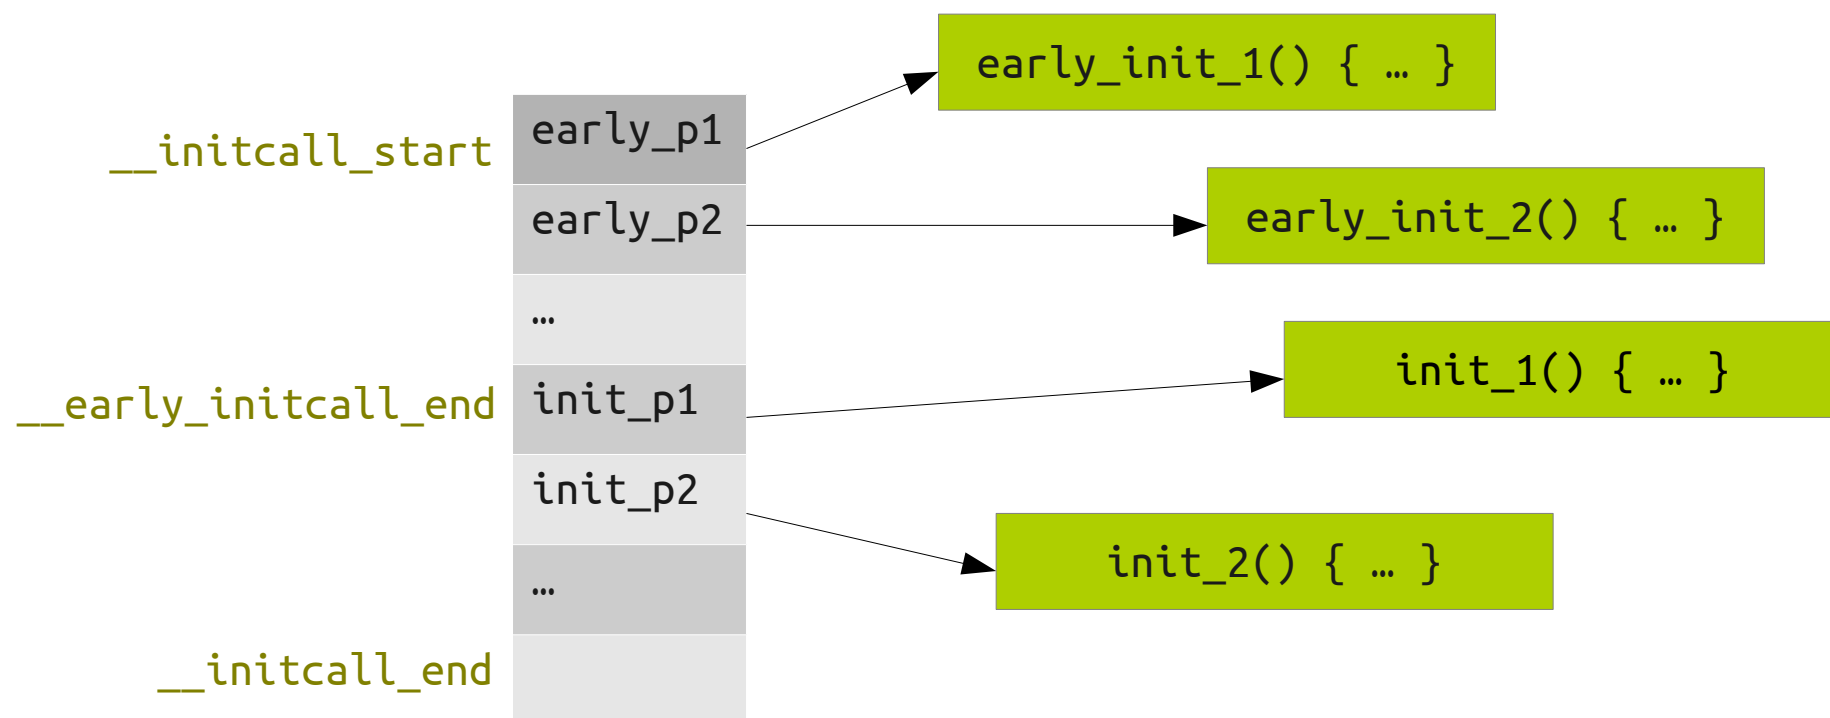 early_init_1() { … }
__initcall_start
early_p1
early_p2
early_init_2() { … }
…
__early_initcall_end
init_p1
init_1() { … }
init_p2
init_2() { … }
…
__initcall_end